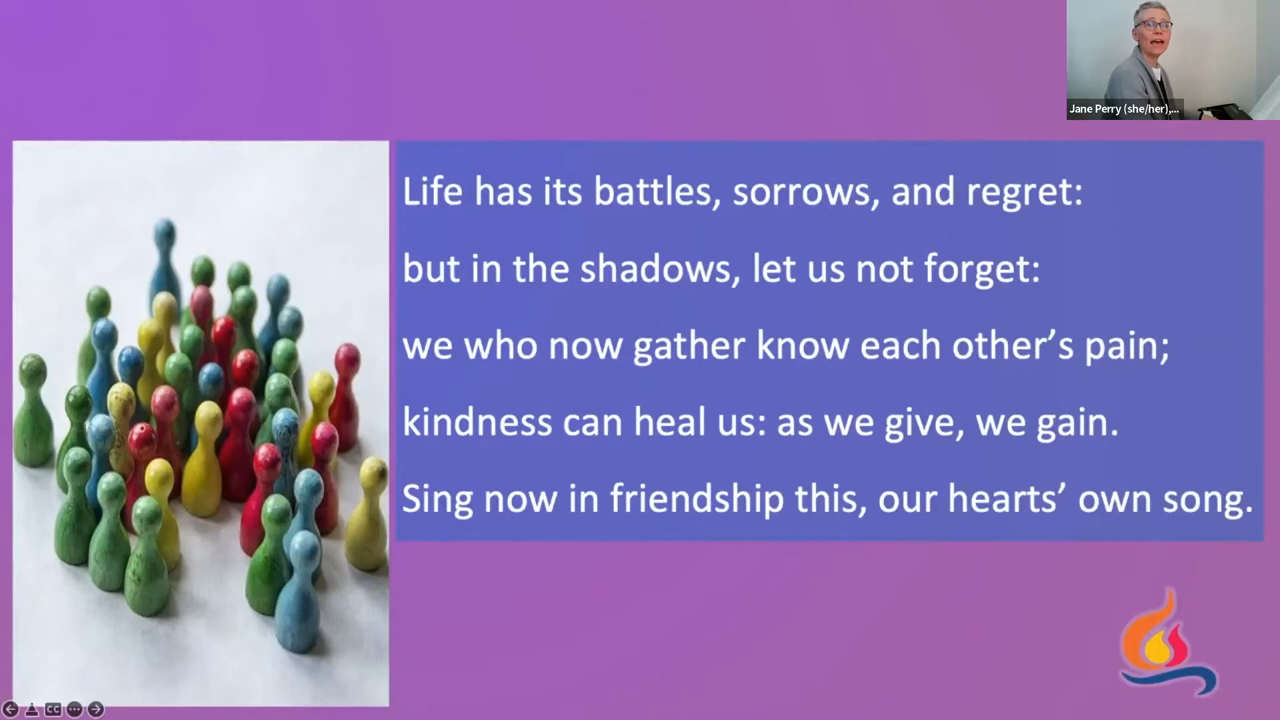 Jane Perry (she/her),...
Life has its battles, sorrows, and regret:
but in the shadows, let us not forget:
we who now gather know each other’s pain;
kindness can heal us: as we give, we gain.
Sing now in friendship this, our hearts’ own song.
CC